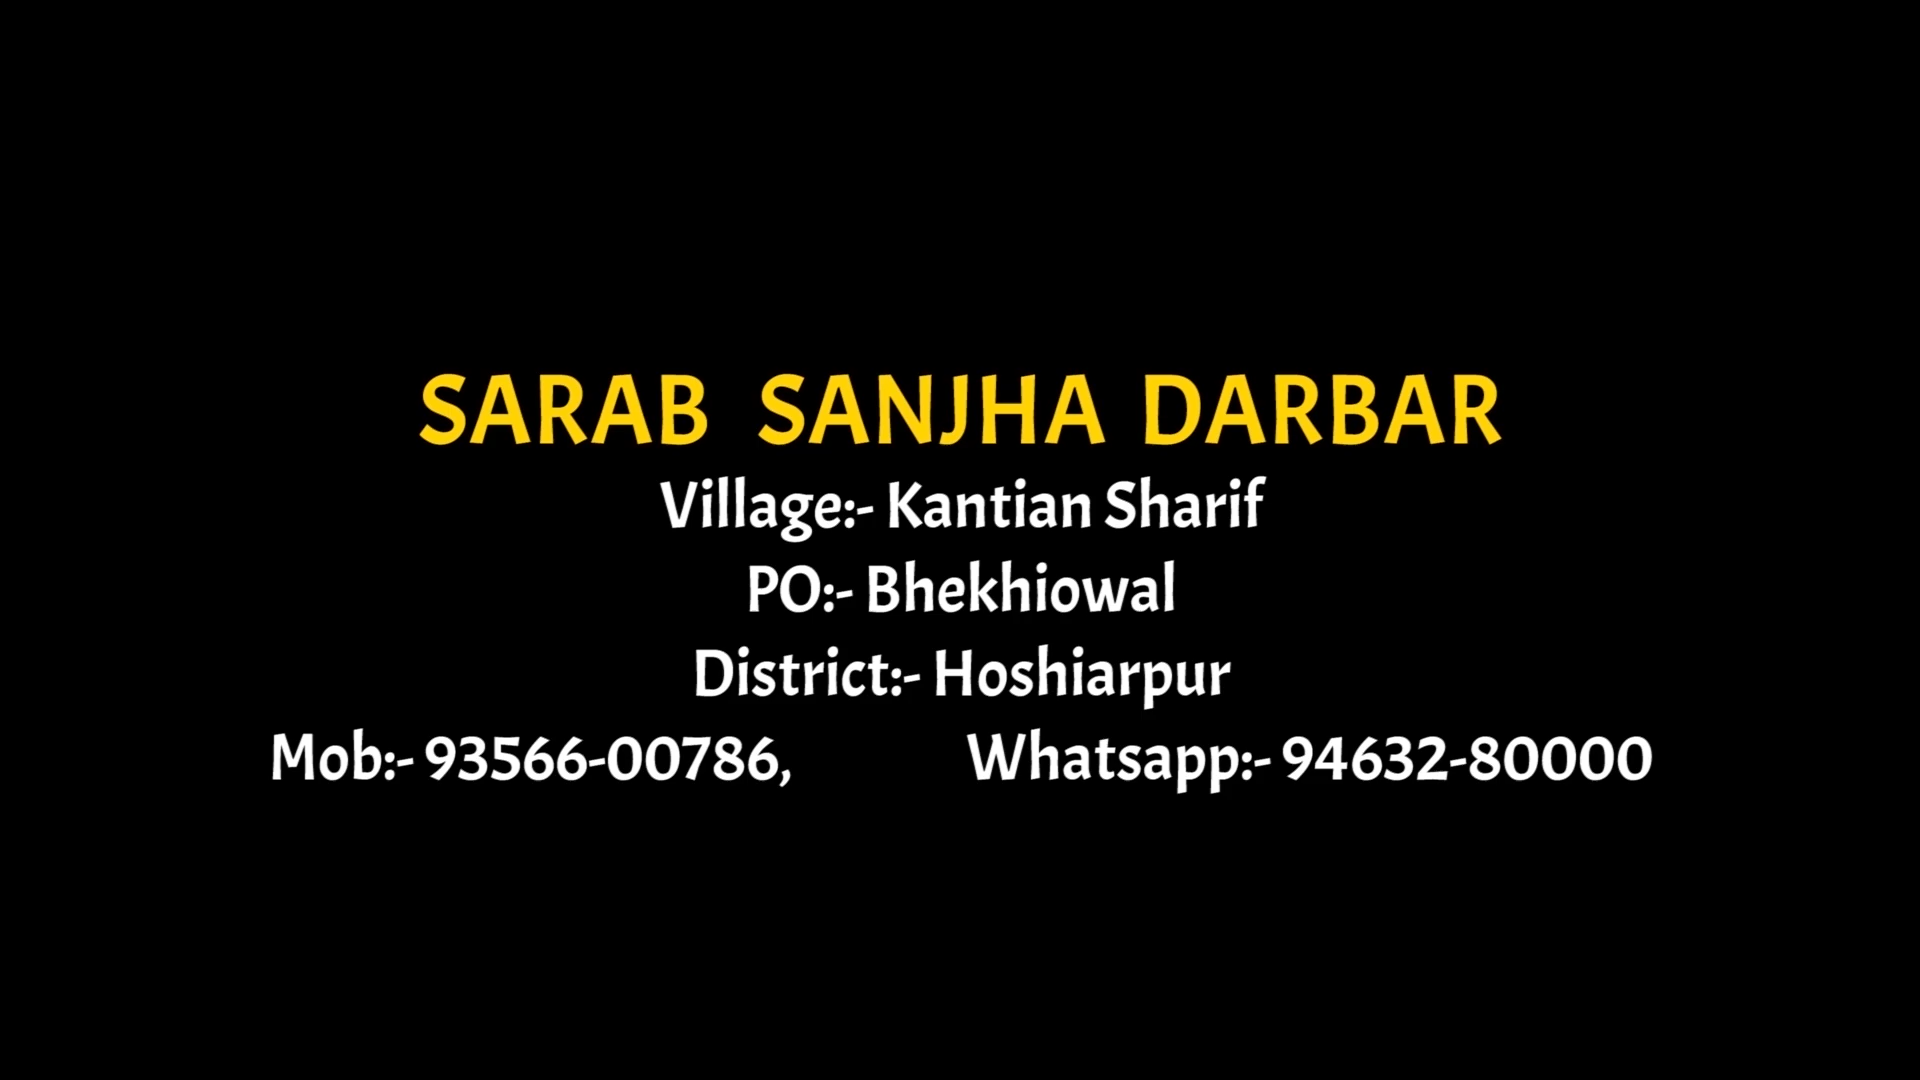 SARAB SANJHA DARBAR
Village:- Kantian Sharif
PO:- Bhekhiowal
District:- Hoshiarpur
Mob:- 93566-00786, Whatsapp:- 94632-80000